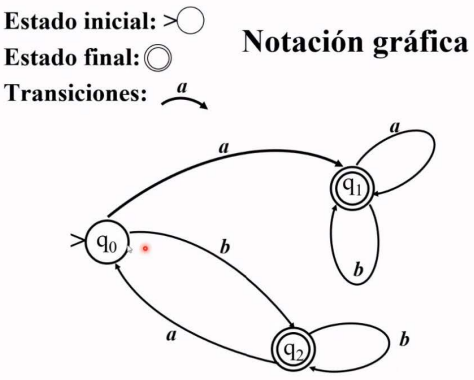 Estado inicial: >
Notación gráfica
Estado final:
Transiciones: a
a
a
q1
b
> q0
b
a
q2
b